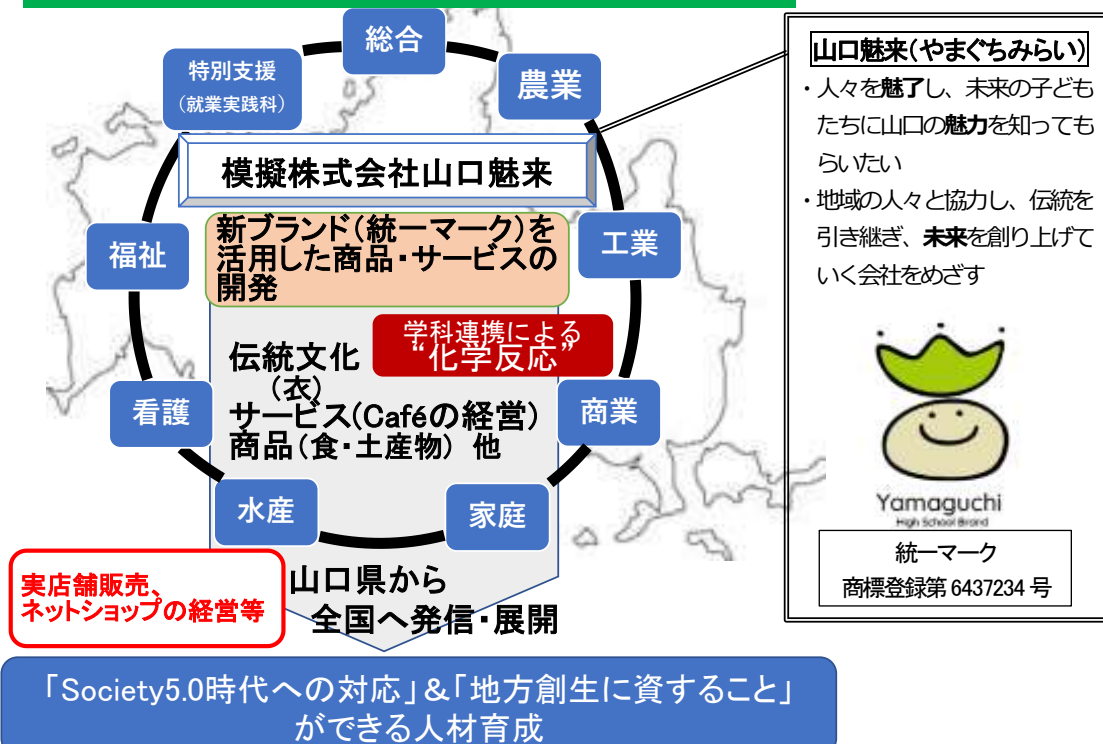 総合
農業
特別支援
(就業実践科)
模擬株式会社山口魅来
新ブランド(統一マーク)を
活用した商品・サービスの
開発
福祉
工業
学科連携による
“化学反応”
伝統文化
(衣)
サービス(Caféの経営)
商品(食・土産物) 他
看護
商業
水産
家庭
実店舗販売、
ネットショップの経営等
山口県から
全国へ発信・展開
「Society5.0時代への対応」&「地方創生に資すること」
ができる人材育成
山口魅来(やまぐちみらい)
・人々を魅了し、未来の子ども
たちに山口の魅力を知っても
らいたい
・地域の人々と協力し、伝統を
引き継ぎ、未来を創り上げて
いく会社をめざす
Yamaguchi
High School Brand
統一マーク
商標登録第 6437234 号